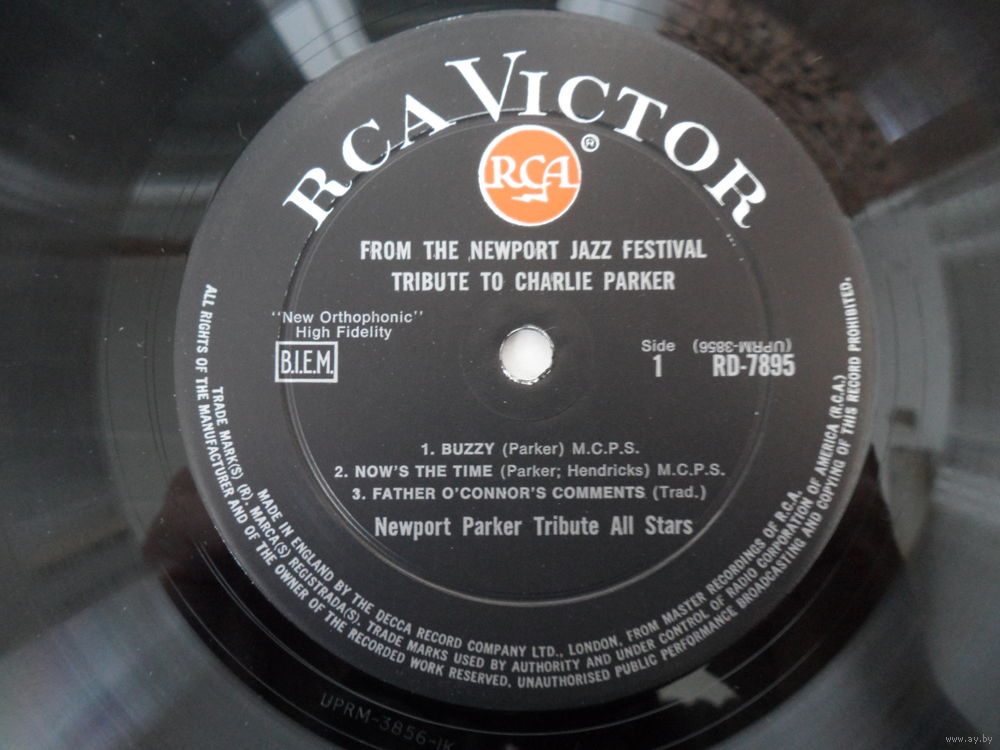 RCA VICTOR
RCA ®
FROM THE NEWPORT JAZZ FESTIVAL
TRIBUTE TO CHARLIE PARKER
"New Orthophonic"
High Fidelity
B.I.E.M.
Side
1
(UPRM-3856)
RD-7895
1. BUZZY (Parker) M.C.P.S.
2. NOW'S THE TIME (Parker; Hendricks) M.C.P.S.
3. FATHER O'CONNOR'S COMMENTS (Trad.)
Newport Parker Tribute All Stars
MADE IN ENGLAND BY THE DECCA RECORD COMPANY LTD., LONDON, FROM MASTER RECORDINGS OF R.C.A.
TRADE MARK(S) (R). MARCA(S) REGISTRADA(S). TRADE MARKS USED BY AUTHORITY AND UNDER CONTROL OF RADIO CORPORATION OF AMERICA (R.C.A.)
ALL RIGHTS OF THE MANUFACTURER AND OF THE OWNER OF THE RECORDED WORK RESERVED. UNAUTHORISED PUBLIC PERFORMANCE BROADCASTING AND COPYING OF THIS RECORD PROHIBITED.
UPRM-3856-1K
www.ay.by